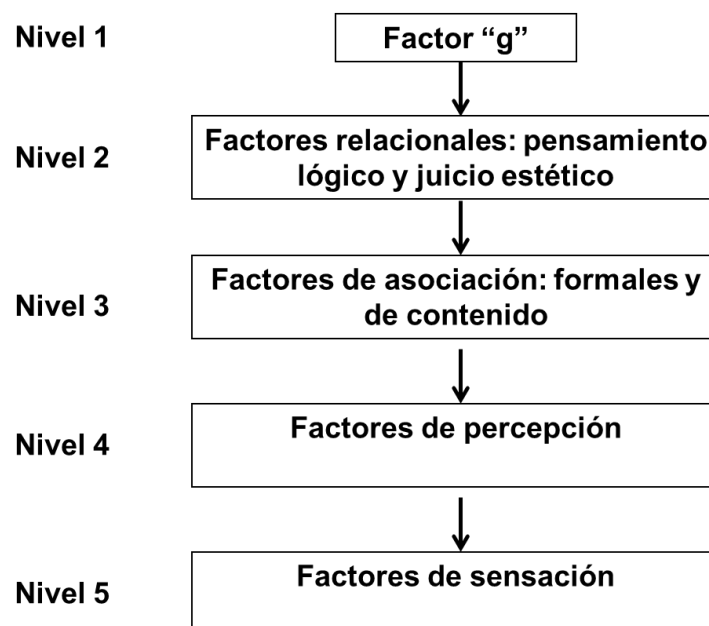 Nivel 1
Factor “g”
Nivel 2
Factores relacionales: pensamiento
lógico y juicio estético
Nivel 3
Factores de asociación: formales y
de contenido
Nivel 4
Factores de percepción
Nivel 5
Factores de sensación